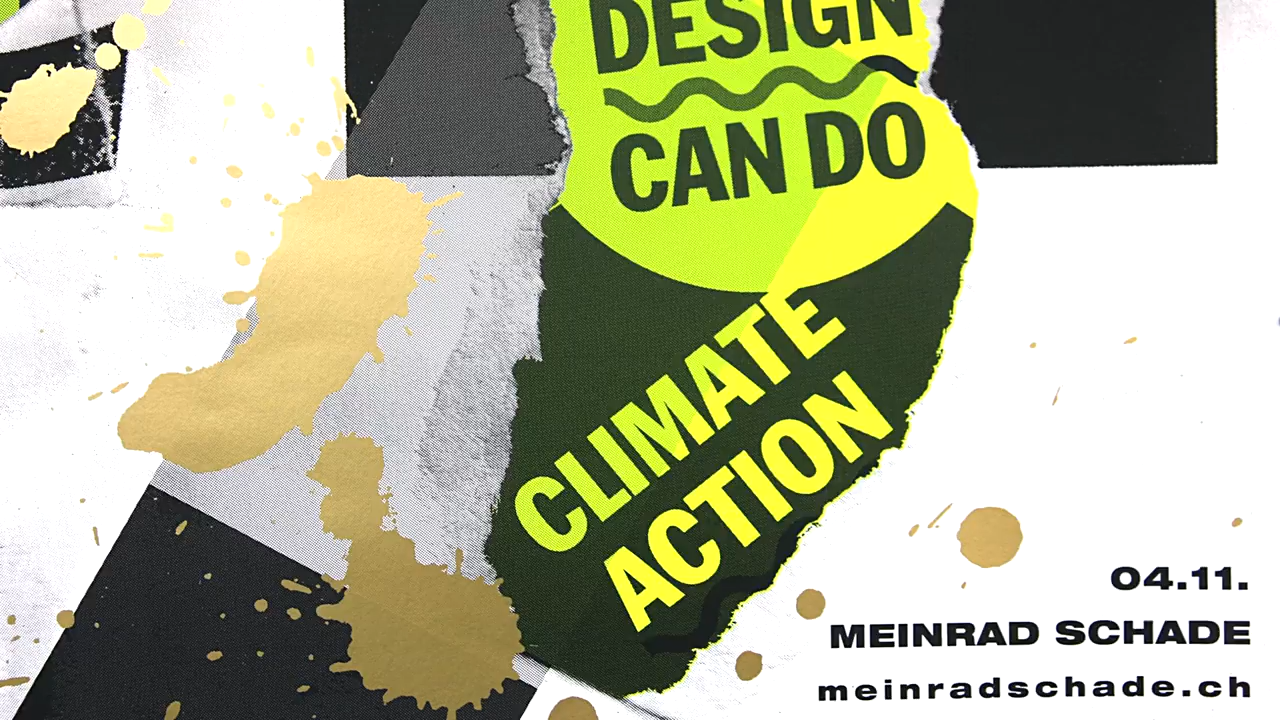 DESIGN
CAN DO
CLIMATE
ACTION
04.11.
MEINRAD SCHADE
meinradschade.ch